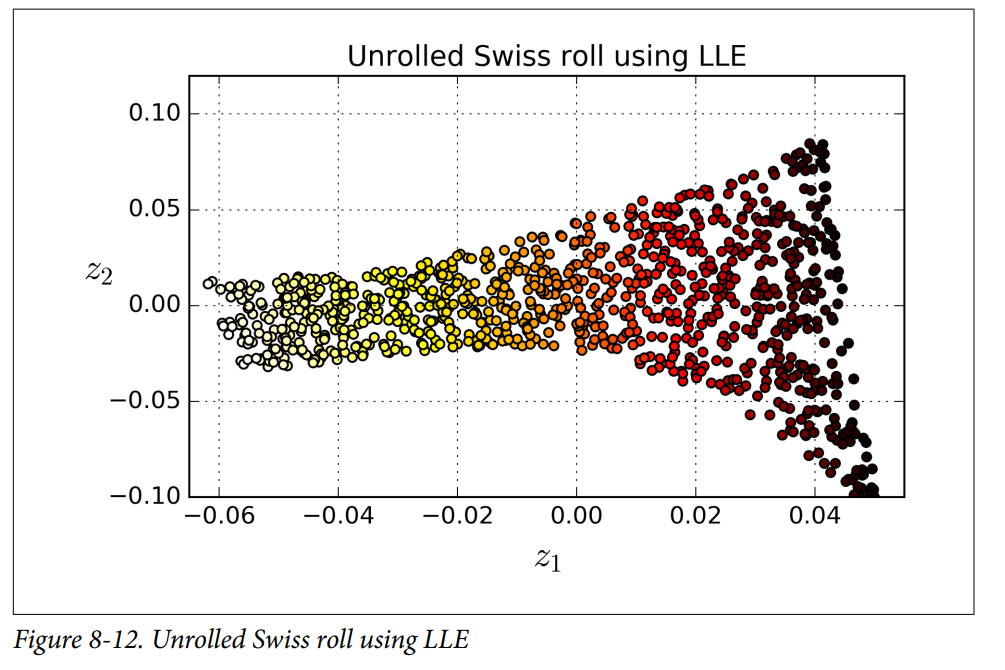 Unrolled Swiss roll using LLE
0.10
0.05
z2
0.00
−0.05
−0.10
−0.06 −0.04 −0.02 0.00 0.02 0.04
z1
Figure 8-12. Unrolled Swiss roll using LLE